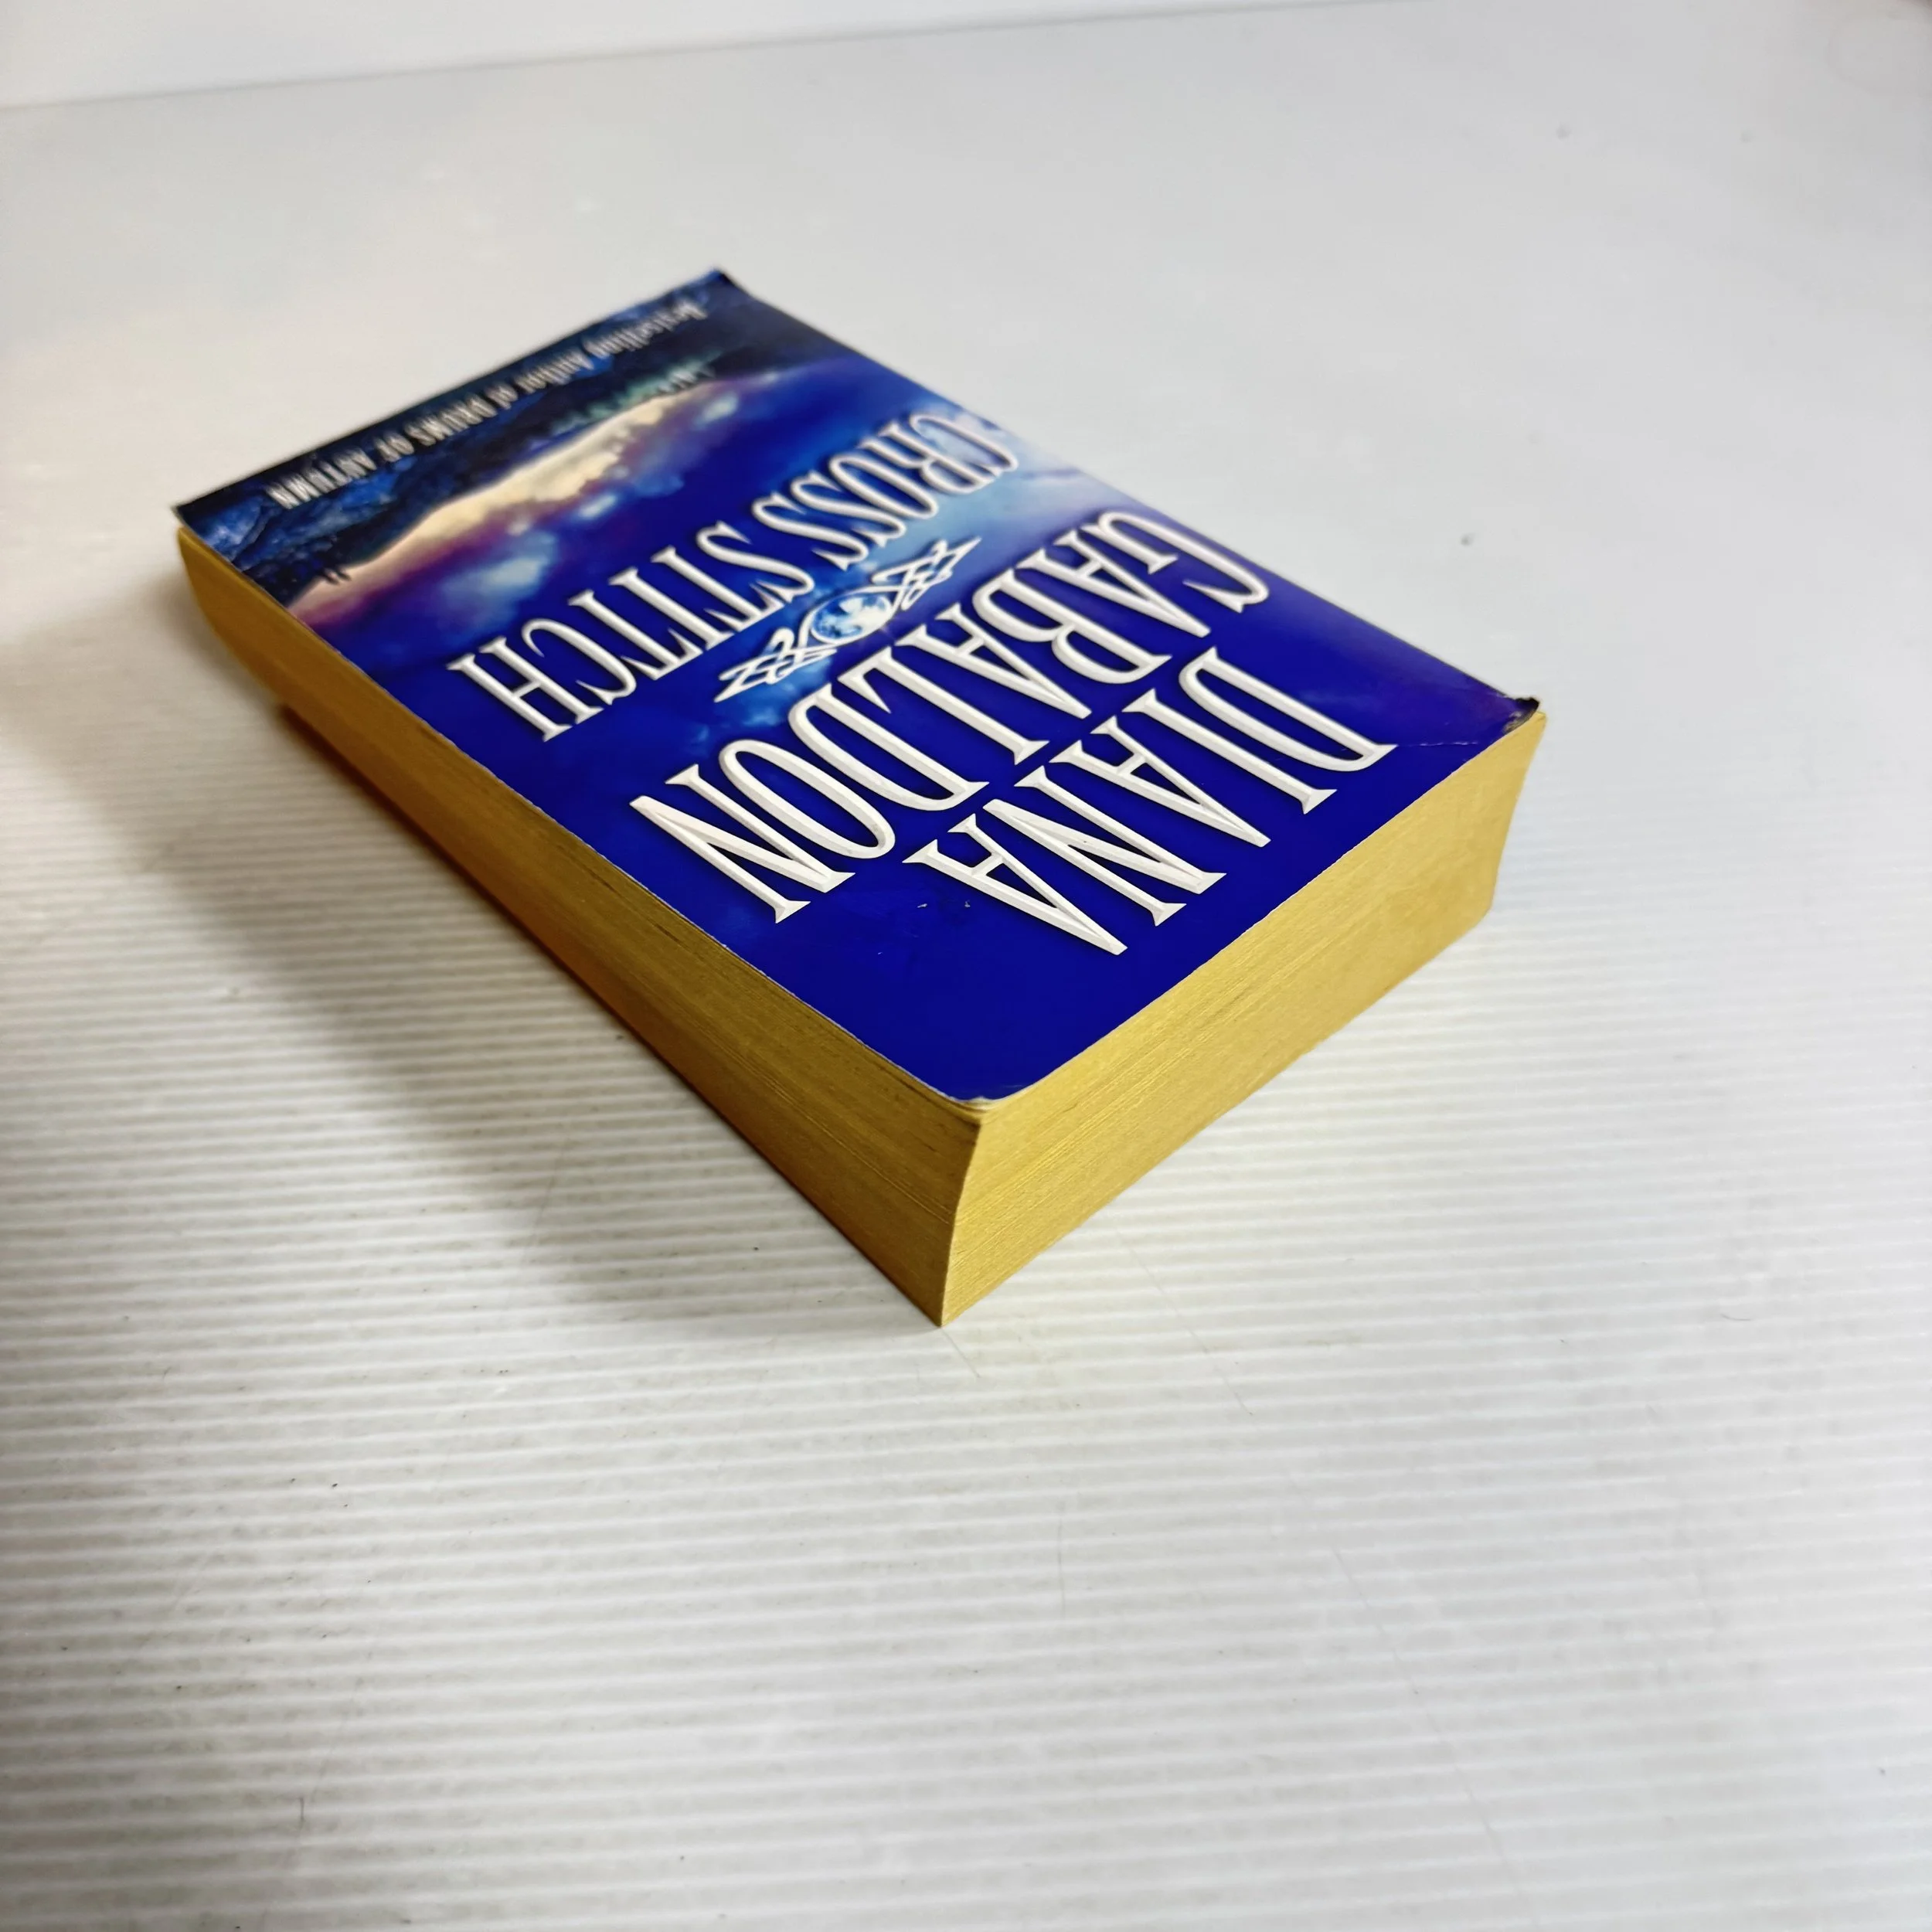 DIANA
GABALDON
CROSS STITCH
Bestselling Author of DRUMS OF AUTUMN